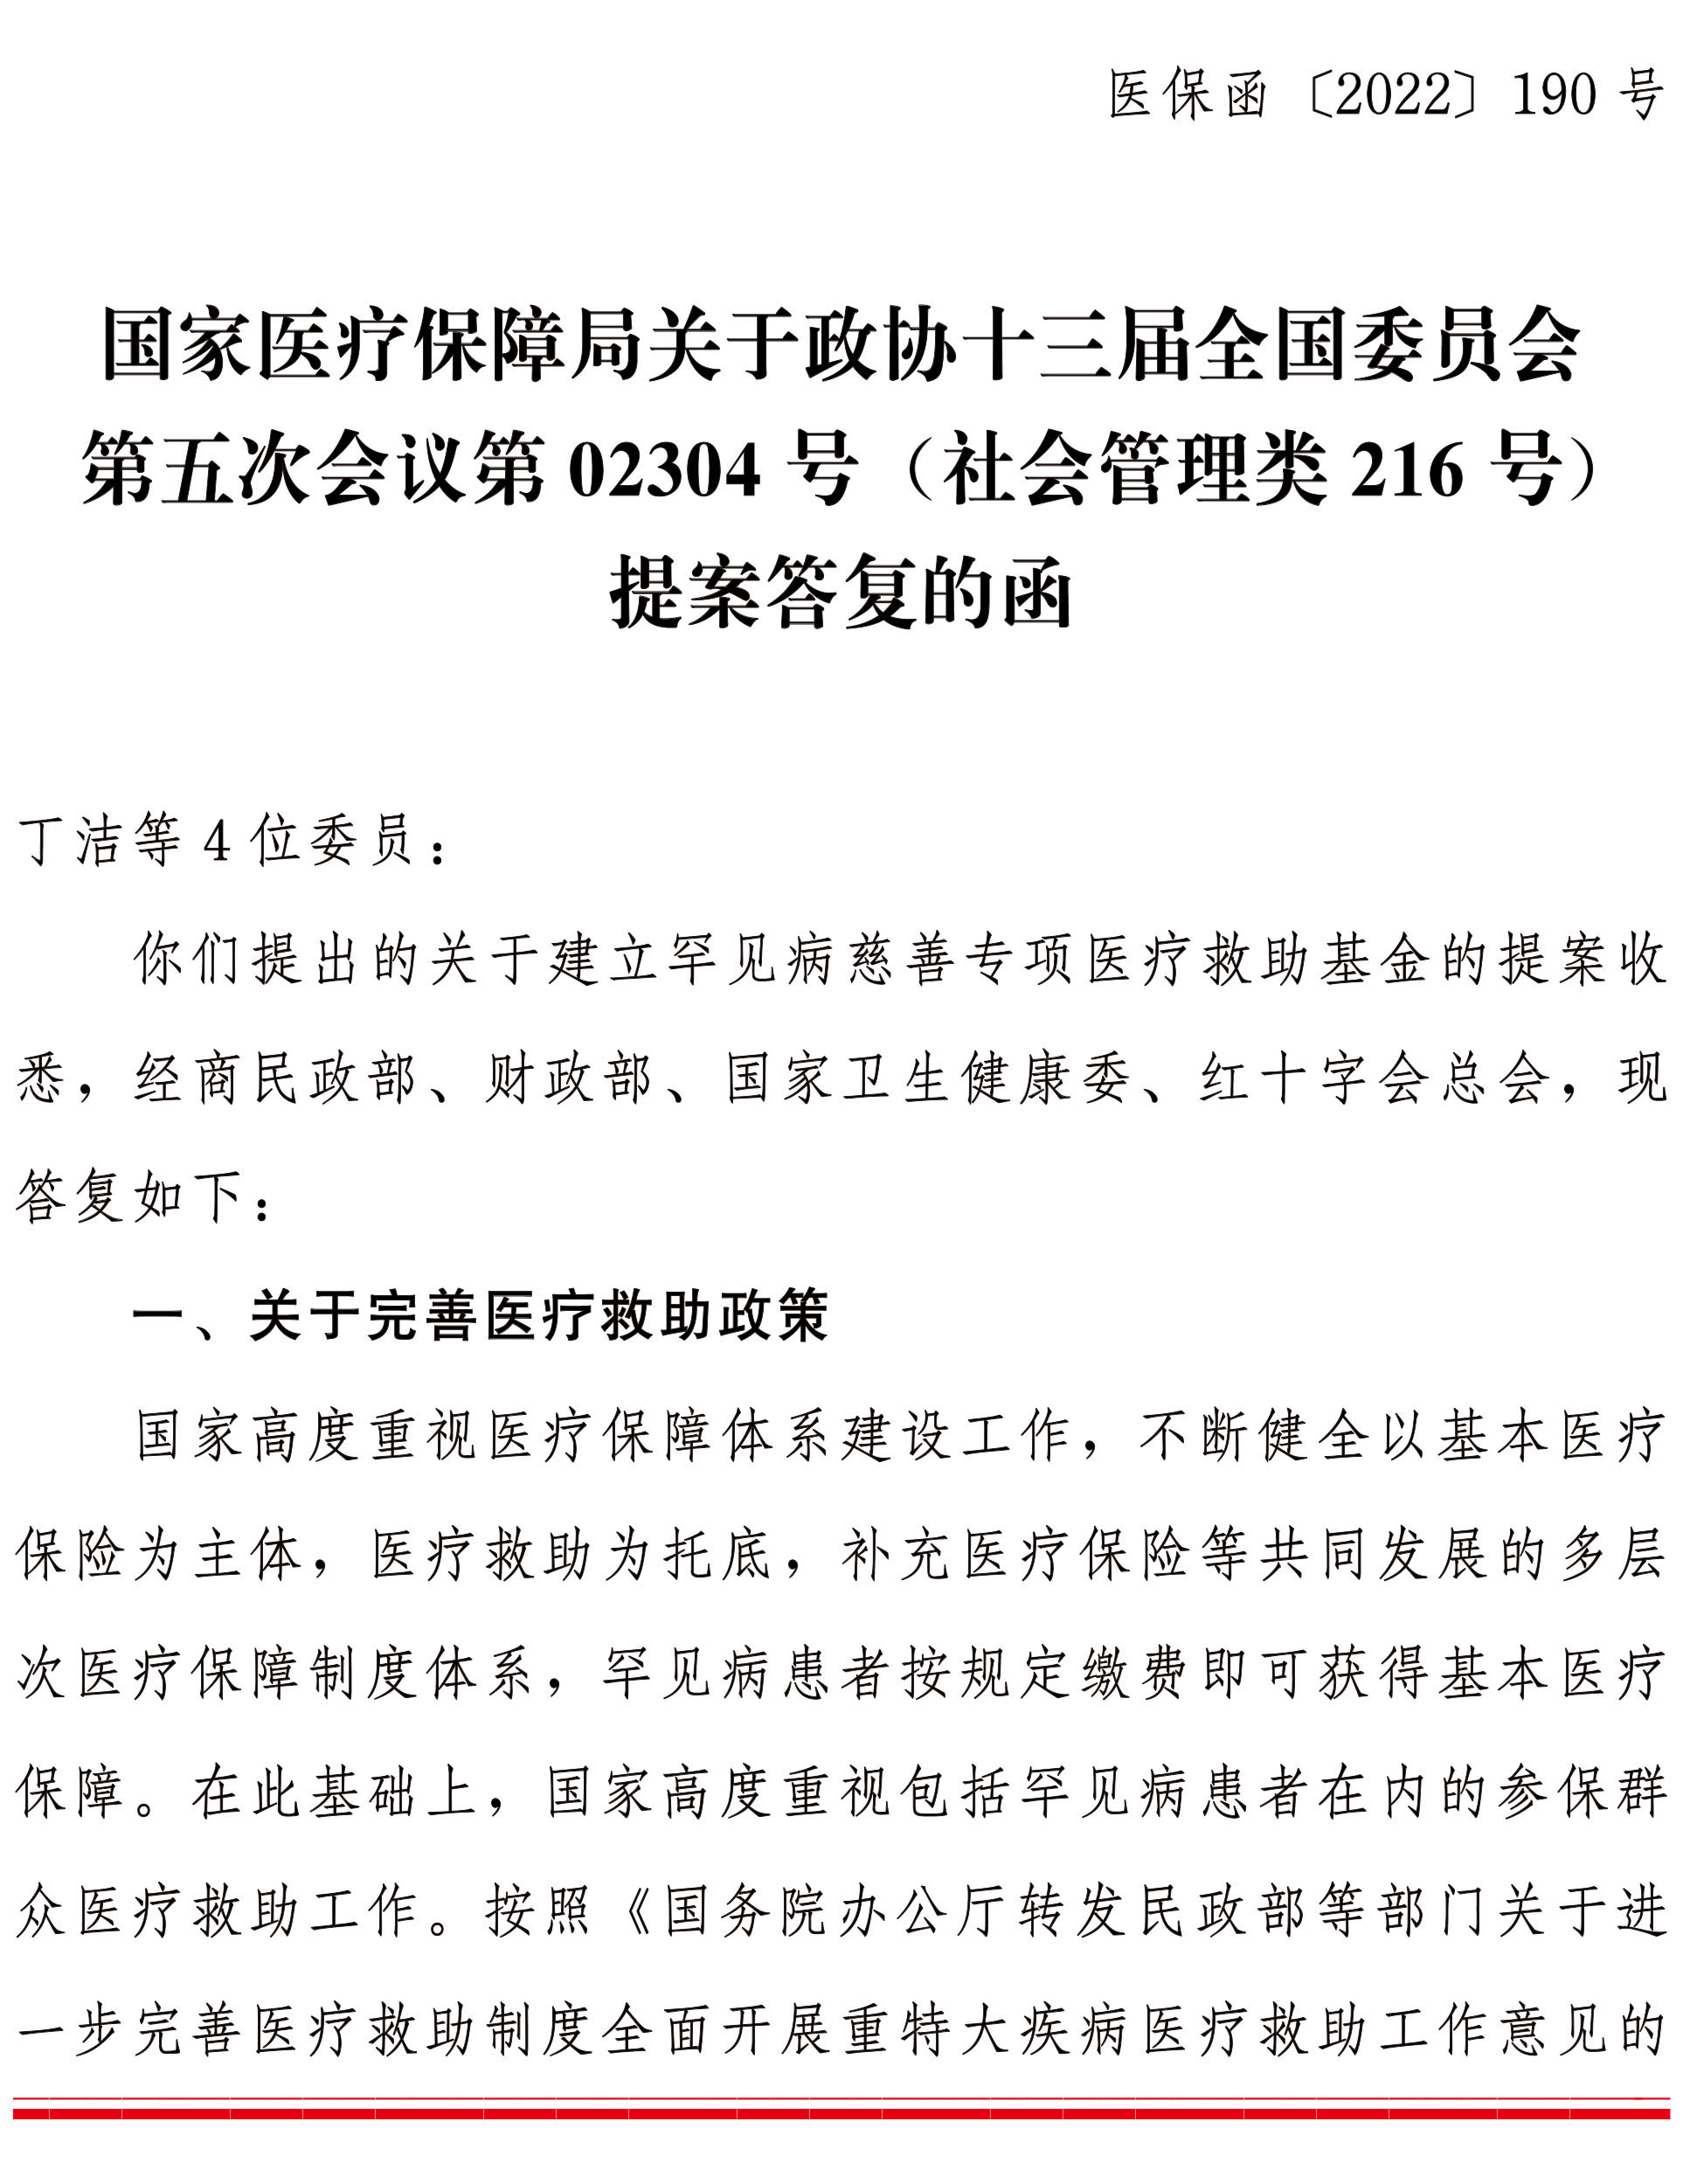 医保函〔2022〕190 号
国家医疗保障局关于政协十三届全国委员会
第五次会议第 02304 号（社会管理类 216 号）
提案答复的函
丁洁等 4 位委员：
你们提出的关于建立罕见病慈善专项医疗救助基金的提案收
悉，经商民政部、财政部、国家卫生健康委、红十字会总会，现
答复如下：
一、关于完善医疗救助政策
国家高度重视医疗保障体系建设工作，不断健全以基本医疗
保险为主体，医疗救助为托底，补充医疗保险等共同发展的多层
次医疗保障制度体系，罕见病患者按规定缴费即可获得基本医疗
保障。在此基础上，国家高度重视包括罕见病患者在内的参保群
众医疗救助工作。按照《国务院办公厅转发民政部等部门关于进
一步完善医疗救助制度全面开展重特大疾病医疗救助工作意见的